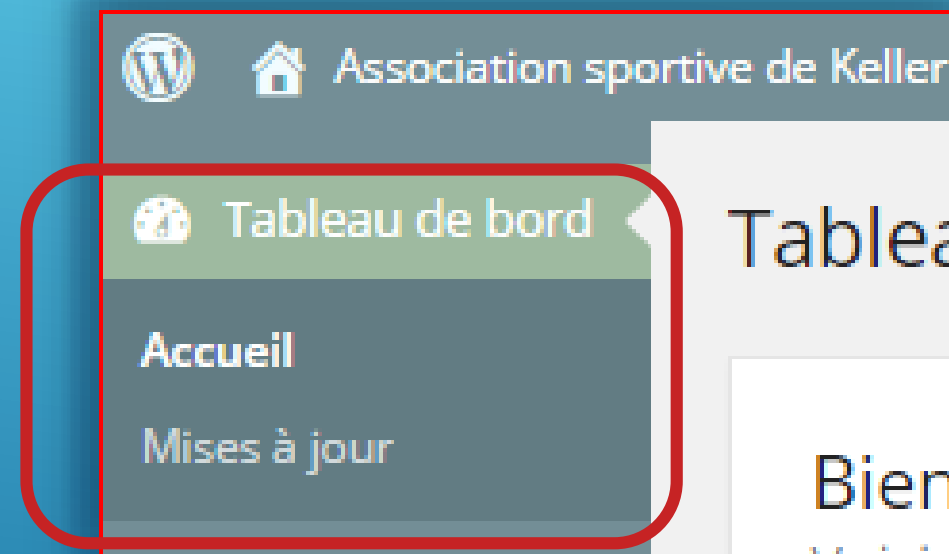 Association sportive de Keller
Tableau de bord
Accueil
Mises à jour
Tablea
Bien